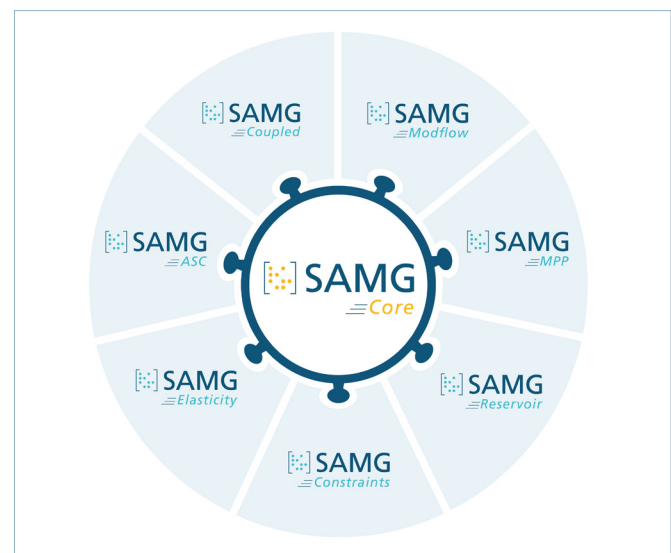 SAMG
Coupled
SAMG
Modflow
SAMG
ASC
SAMG
MPP
SAMG
Core
SAMG
Elasticity
SAMG
Reservoir
SAMG
Constraints